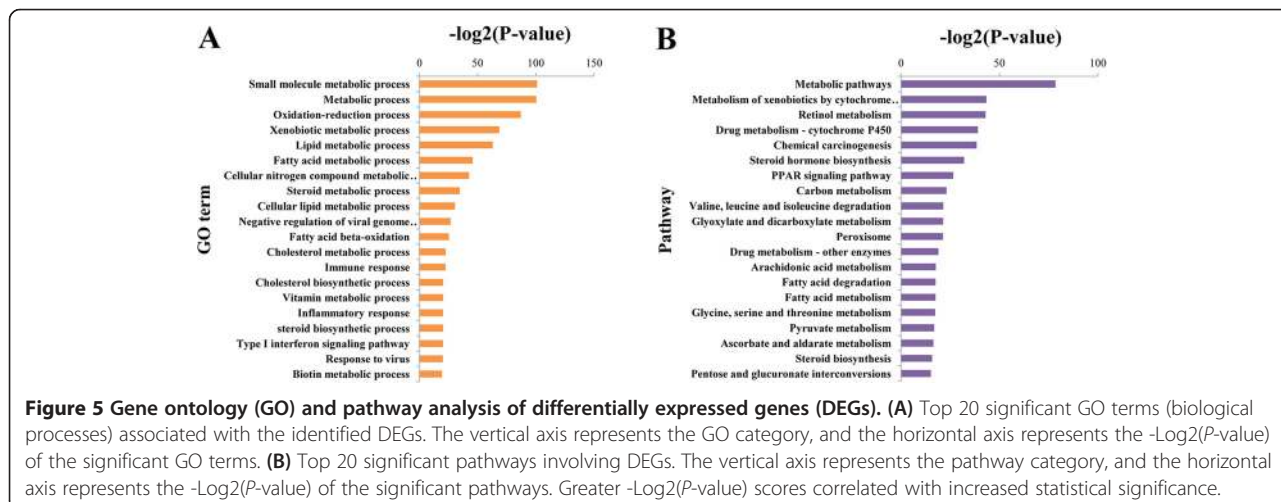 A
-log2(P-value)
0 50 100 150
GO term
Small molecule metabolic process
Metabolic process
Oxidation-reduction process
Xenobiotic metabolic process
Lipid metabolic process
Fatty acid metabolic process
Cellular nitrogen compound metabolic..
Steroid metabolic process
Cellular lipid metabolic process
Negative regulation of viral genome..
Fatty acid beta-oxidation
Cholesterol metabolic process
Immune response
Cholesterol biosynthetic process
Vitamin metabolic process
Inflammatory response
steroid biosynthetic process
Type I interferon signaling pathway
Response to virus
Biotin metabolic process
B
-log2(P-value)
0 50 100
Pathway
Metabolic pathways
Metabolism of xenobiotics by cytochrome..
Retinol metabolism
Drug metabolism - cytochrome P450
Chemical carcinogenesis
Steroid hormone biosynthesis
PPAR signaling pathway
Carbon metabolism
Valine, leucine and isoleucine degradation
Glyoxylate and dicarboxylate metabolism
Peroxisome
Drug metabolism - other enzymes
Arachidonic acid metabolism
Fatty acid degradation
Fatty acid metabolism
Glycine, serine and threonine metabolism
Pyruvate metabolism
Ascorbate and aldarate metabolism
Steroid biosynthesis
Pentose and glucuronate interconversions
Figure 5 Gene ontology (GO) and pathway analysis of differentially expressed genes (DEGs). (A) Top 20 significant GO terms (biological
processes) associated with the identified DEGs. The vertical axis represents the GO category, and the horizontal axis represents the -Log2(P-value)
of the significant GO terms. (B) Top 20 significant pathways involving DEGs. The vertical axis represents the pathway category, and the horizontal
axis represents the -Log2(P-value) of the significant pathways. Greater -Log2(P-value) scores correlated with increased statistical significance.